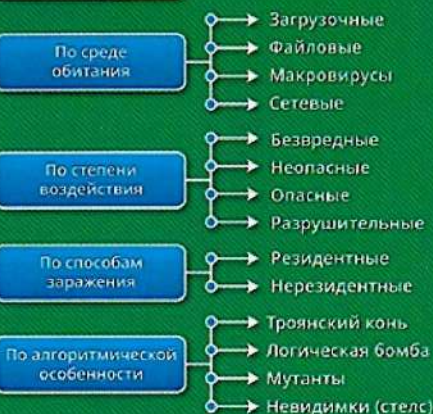 По среде
обитания
Загрузочные
Файловые
Макровирусы
Сетевые
По степени
воздействия
Безвредные
Неопасные
Опасные
Разрушительные
По способам
заражения
Резидентные
Нерезидентные
По алгоритмической
особенности
Троянский конь
Логическая бомба
Мутанты
Невидимки (стелс)